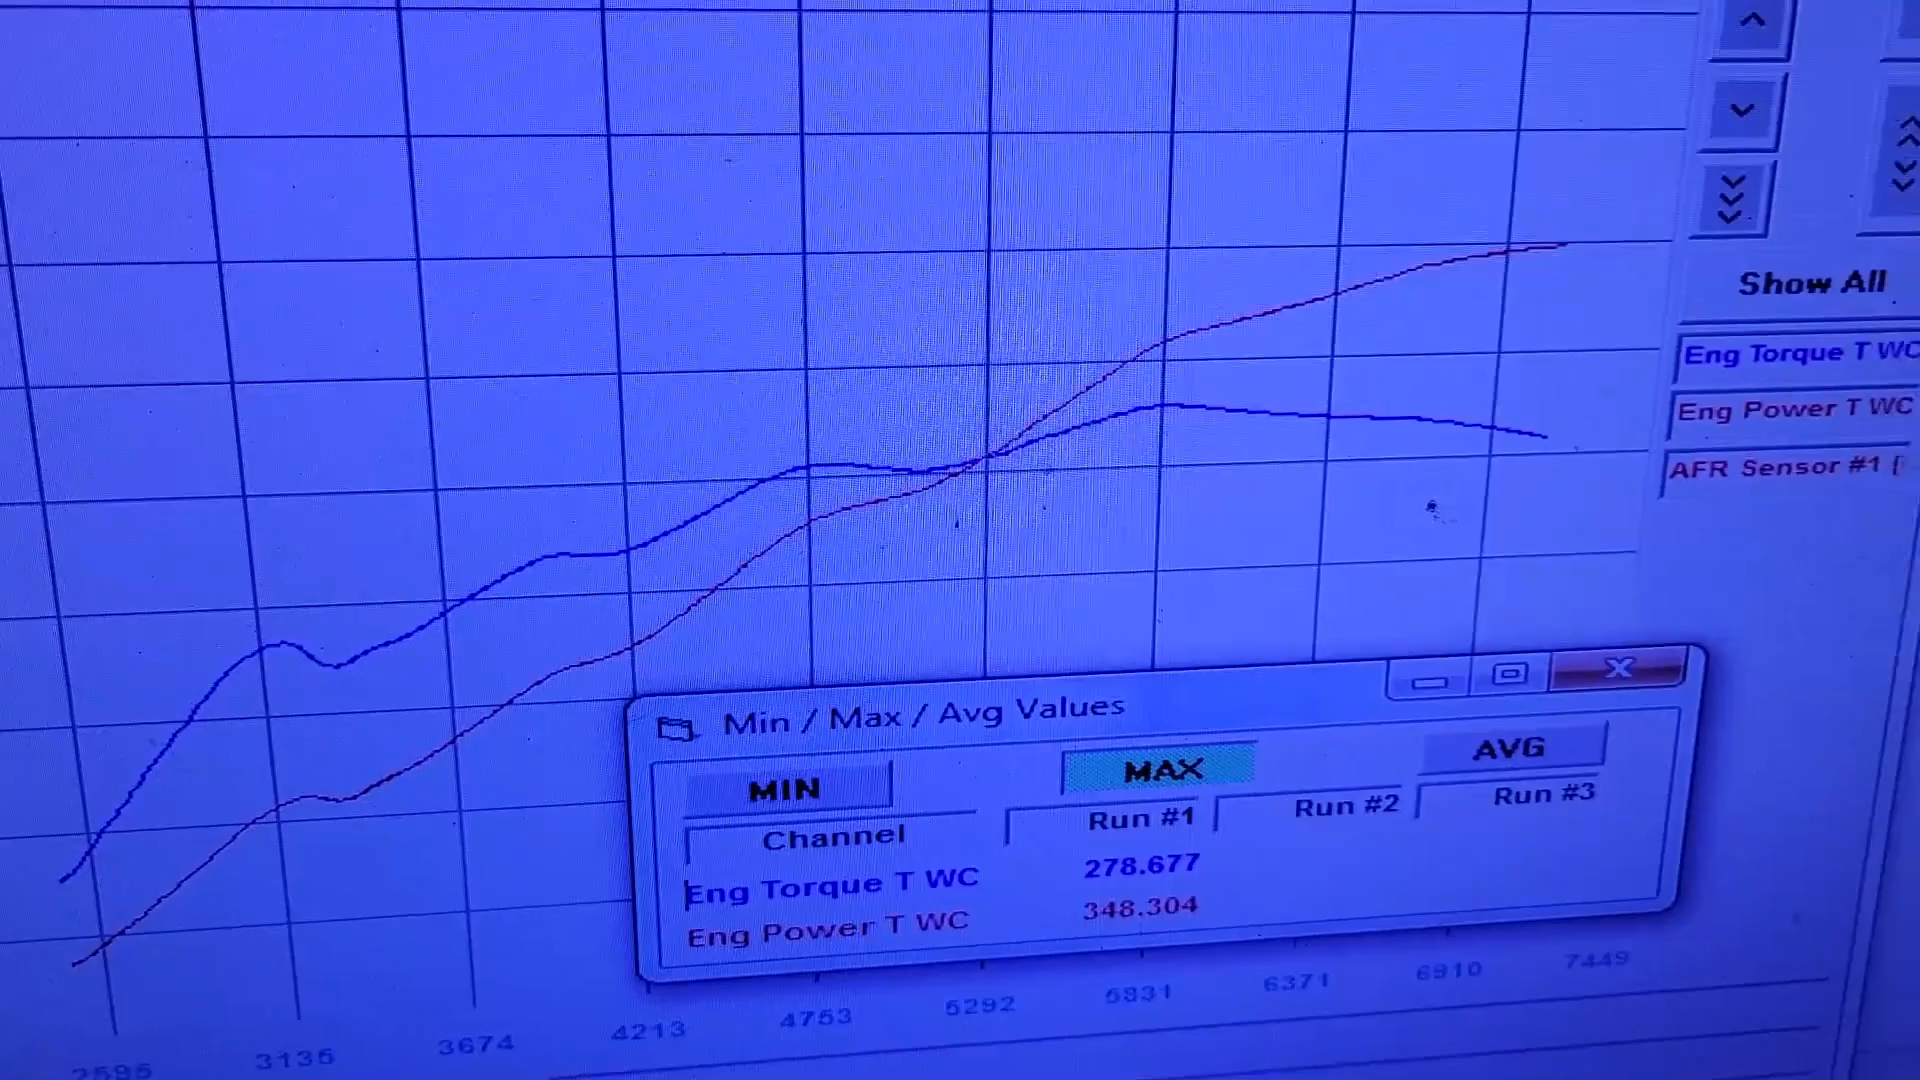 Show All
Eng Torque T WC
Eng Power T WC
AFR Sensor #1 [
Min / Max / Avg Values
MIN MAX AVG
Channel Run #1 Run #2 Run #3
Eng Torque T WC 278.677
Eng Power T WC 348.304
2595 3135 3674 4213 4753 5292 5831 6371 6910 7449